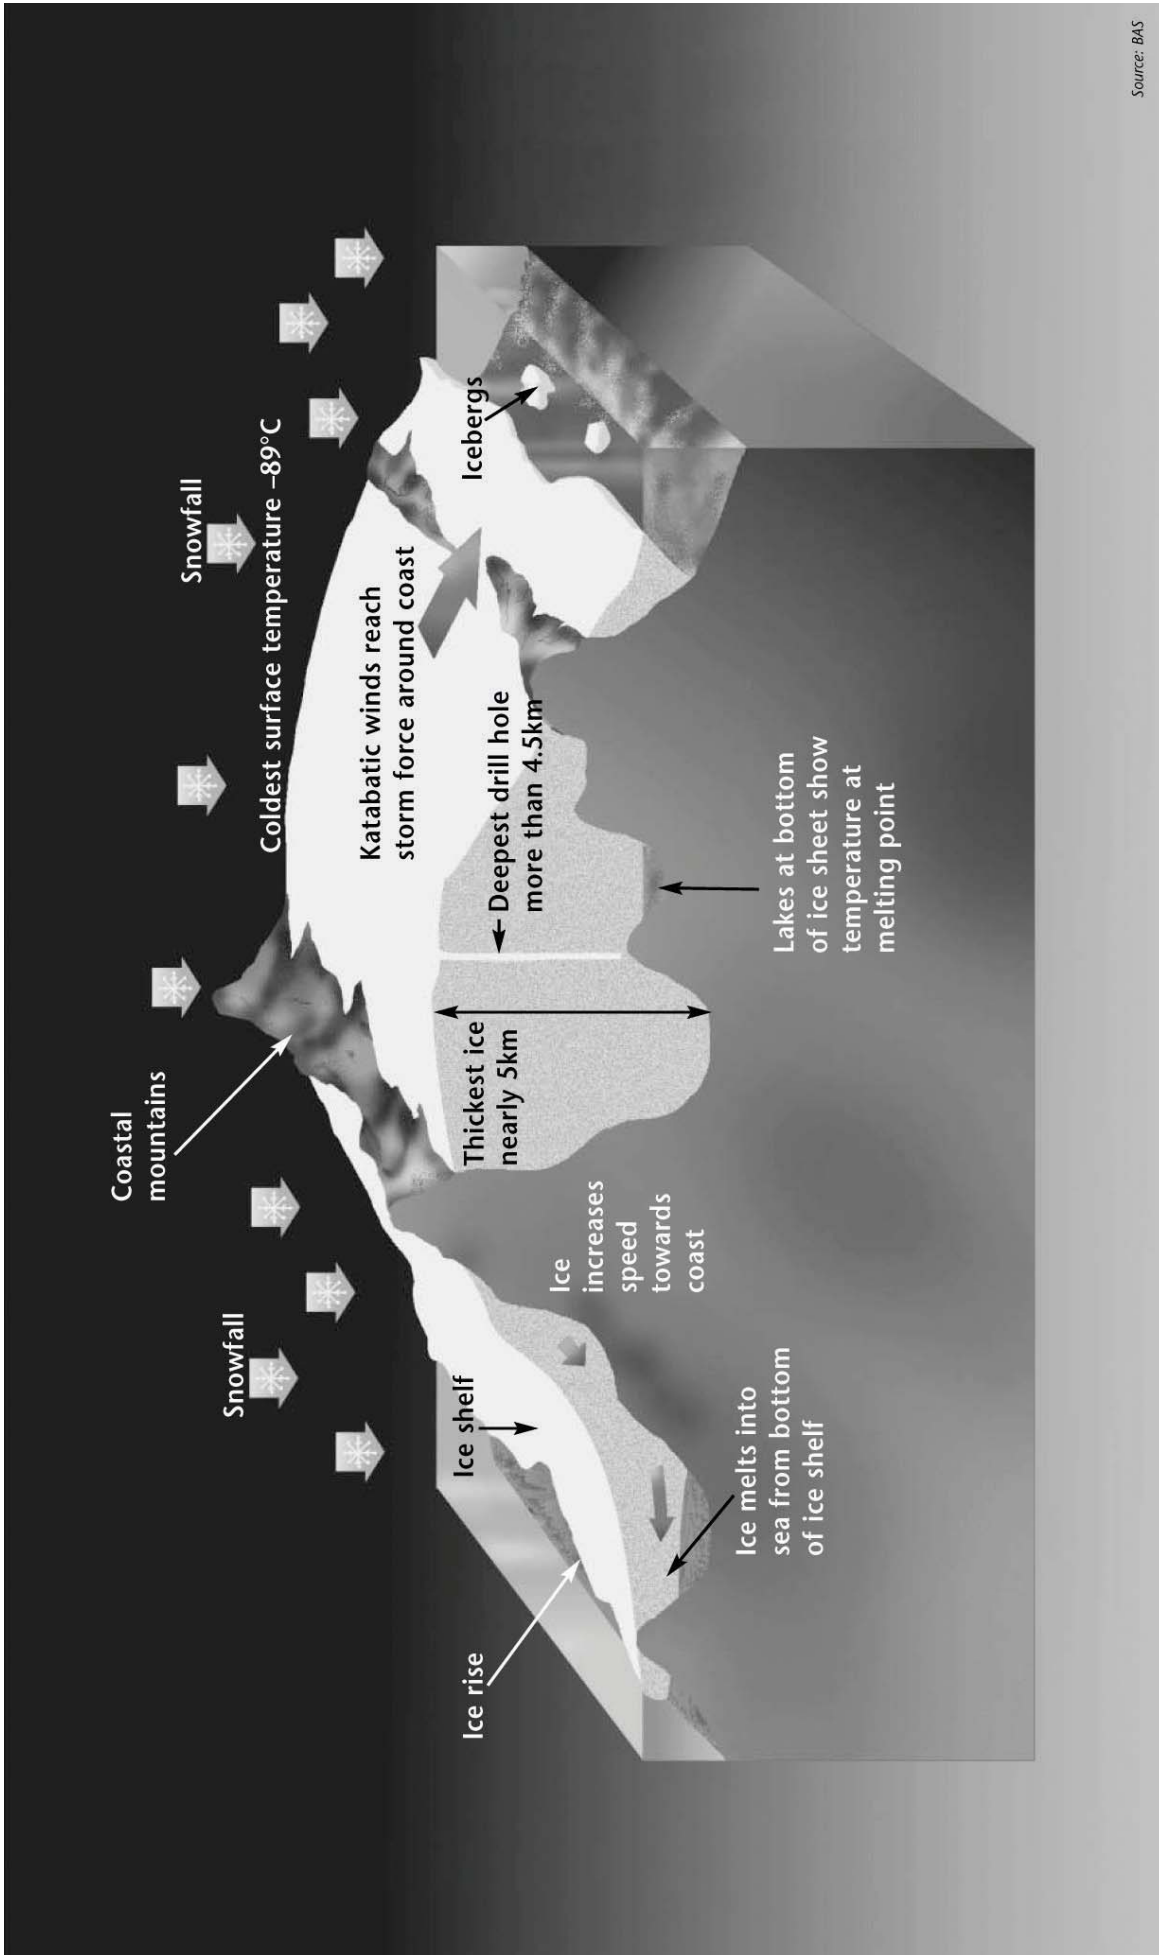 Coastal
mountains
Snowfall
Snowfall
Coldest surface temperature –89°C
Katabatic winds reach
storm force around coast
Ice rise
Ice shelf
Thickest ice
nearly 5km
Deepest drill hole
more than 4.5km
Icebergs
Ice
increases
speed
towards
coast
Ice melts into
sea from bottom
of ice shelf
Lakes at bottom
of ice sheet show
temperature at
melting point
Source: BAS